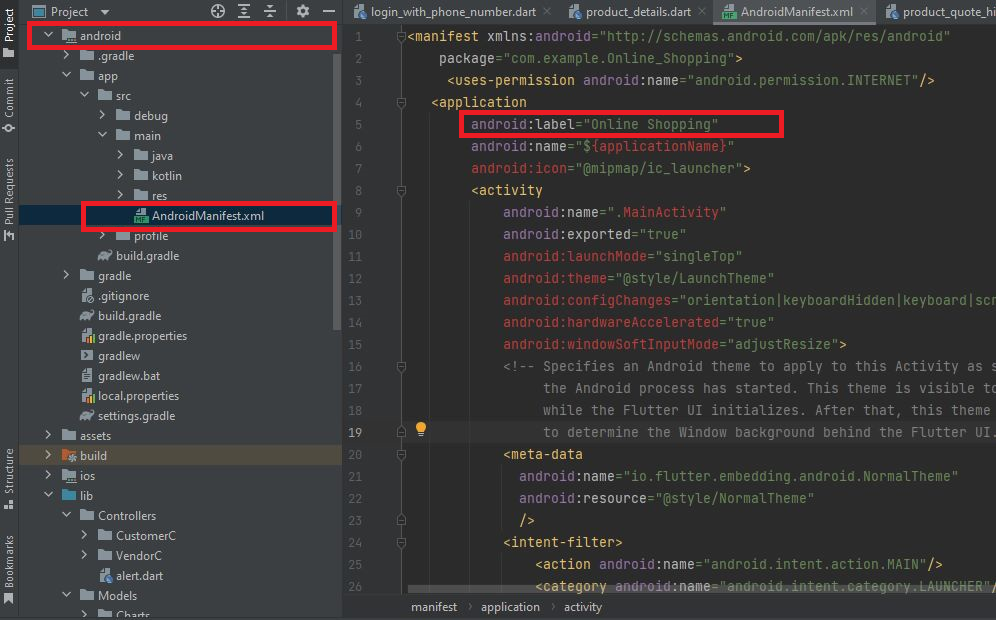 Project
login_with_phone_number.dart
product_details.dart
AndroidManifest.xml
product_quote_hi
Project
Commit
Pull Requests
Structure
Bookmarks
android
.gradle
app
src
debug
main
java
kotlin
res
AndroidManifest.xml
profile
build.gradle
gradle
.gitignore
build.gradle
gradle.properties
gradlew
gradlew.bat
local.properties
settings.gradle
assets
build
ios
lib
Controllers
CustomerC
VendorC
alert.dart
Models
Charts
1 <manifest xmlns:android="http://schemas.android.com/apk/res/android"
2 package="com.example.Online_Shopping">
3 <uses-permission android:name="android.permission.INTERNET"/>
4 <application
5 android:label="Online Shopping"
6 android:name="${applicationName}"
7 android:icon="@mipmap/ic_launcher">
8 <activity
9 android:name=".MainActivity"
10 android:exported="true"
11 android:launchMode="singleTop"
12 android:theme="@style/LaunchTheme"
13 android:configChanges="orientation|keyboardHidden|keyboard|scr
14 android:hardwareAccelerated="true"
15 android:windowSoftInputMode="adjustResize">
16 <!-- Specifies an Android theme to apply to this Activity as s
17 the Android process has started. This theme is visible to
18 while the Flutter UI initializes. After that, this theme
19 to determine the Window background behind the Flutter UI.
20 <meta-data
21 android:name="io.flutter.embedding.android.NormalTheme"
22 android:resource="@style/NormalTheme"
23 />
24 <intent-filter>
25 <action android:name="android.intent.action.MAIN"/>
26 <category android:name="android.intent.category.LAUNCHER"/
manifest › application › activity